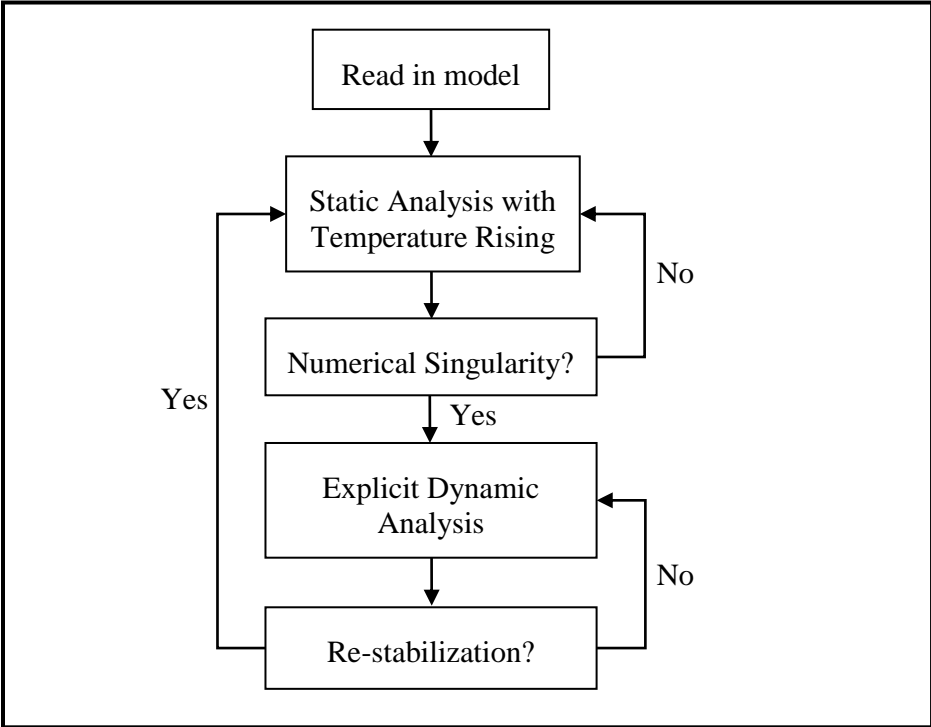 Read in model
Static Analysis with
Temperature Rising
No
Numerical Singularity?
Yes
Yes
Explicit Dynamic
Analysis
No
Re-stabilization?